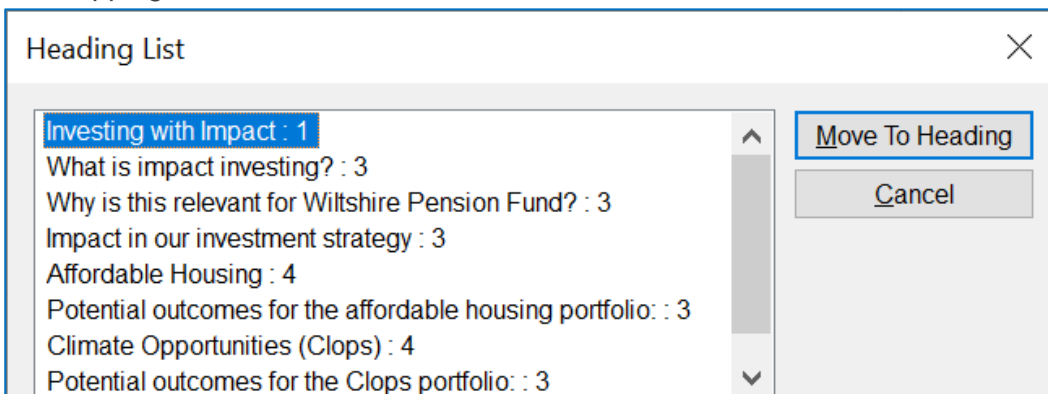 Heading List
Investing with Impact : 1
What is impact investing? : 3
Why is this relevant for Wiltshire Pension Fund? : 3
Impact in our investment strategy : 3
Affordable Housing : 4
Potential outcomes for the affordable housing portfolio: : 3
Climate Opportunities (Clops) : 4
Potential outcomes for the Clops portfolio: : 3
Move To Heading
Cancel